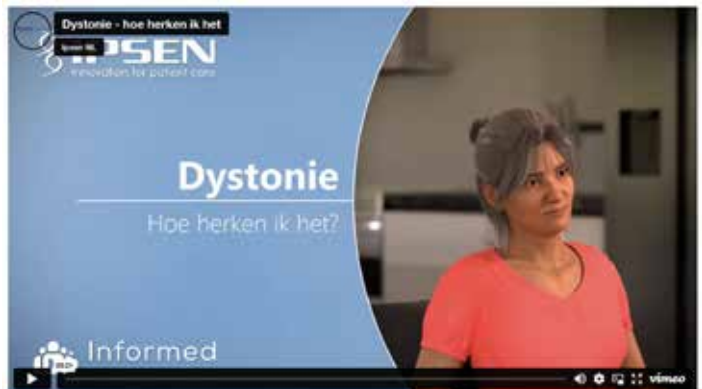 Dystonie - hoe herken ik het
Ipsen NL
IPSEN
Innovation for patient care
Dystonie
Hoe herken ik het?
Informed
vimeo